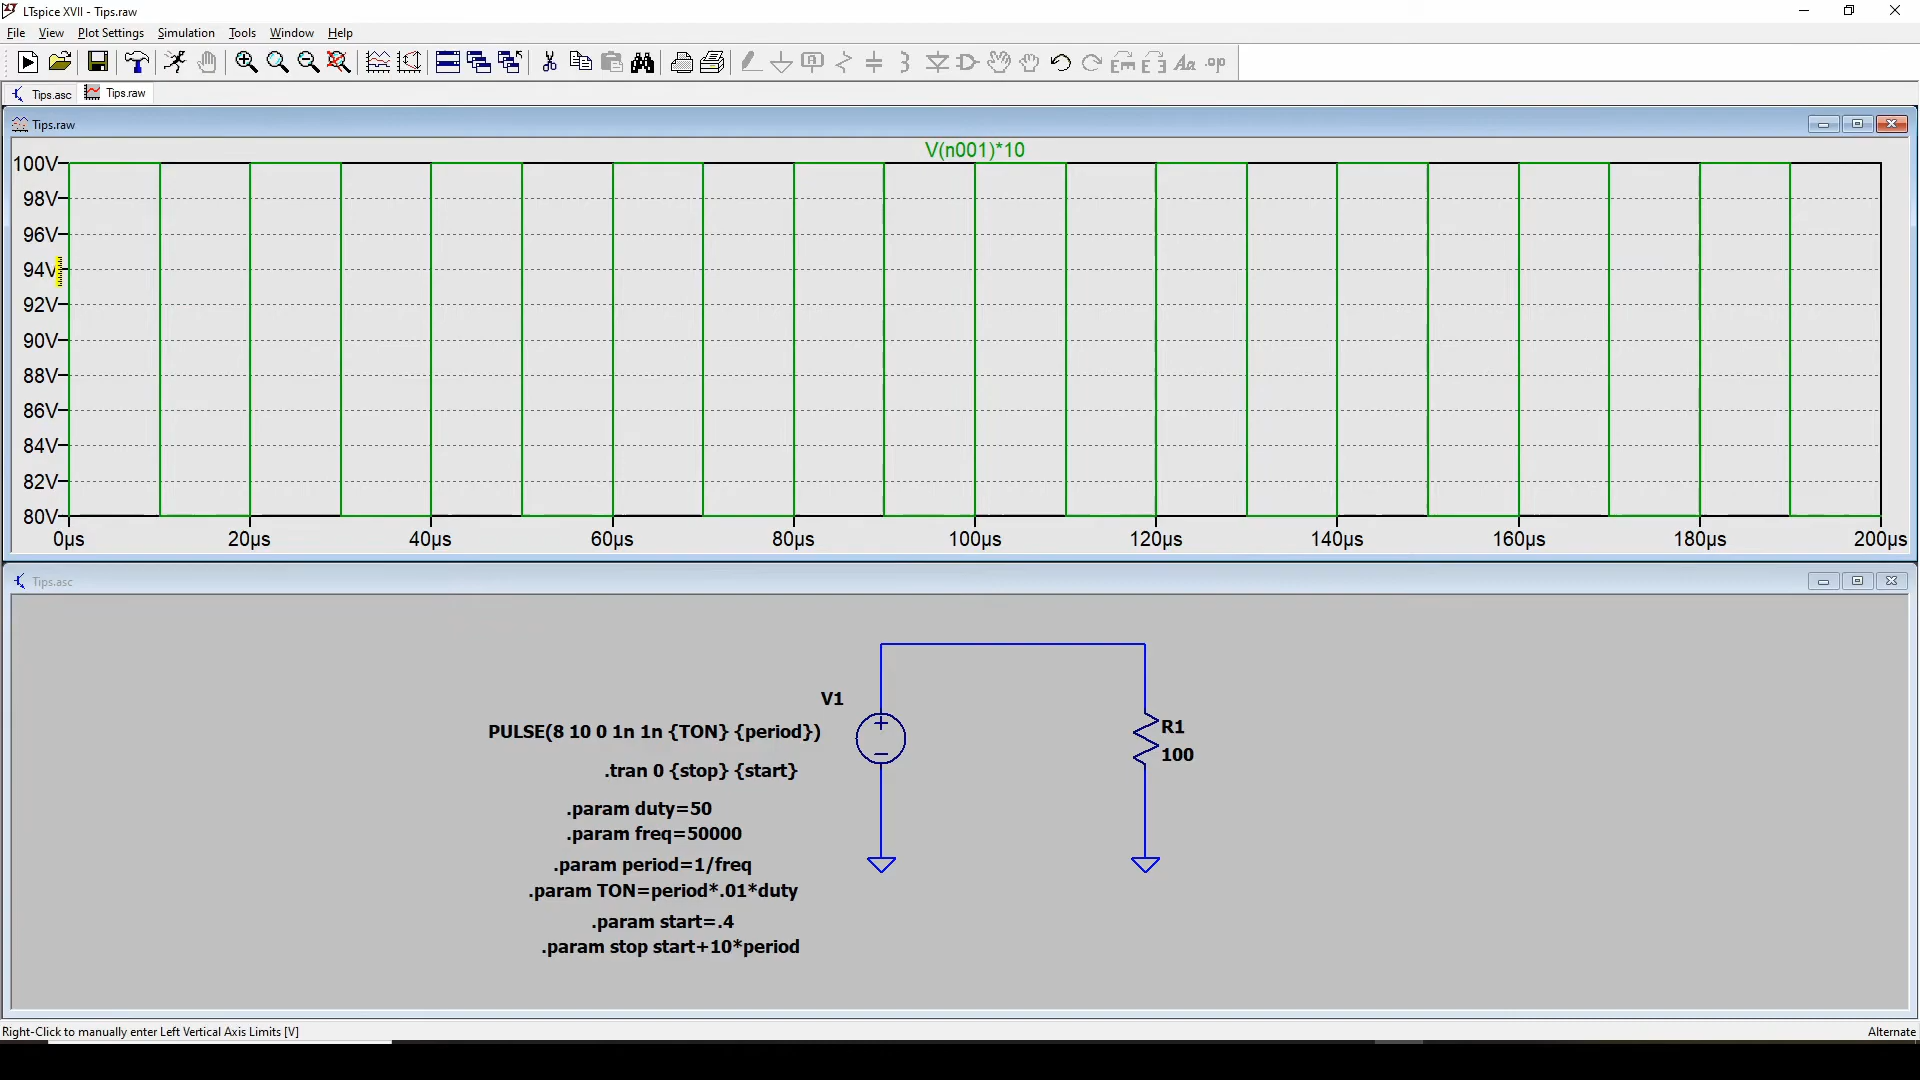 LTspice XVII - Tips.raw
File View Plot Settings Simulation Tools Window Help
Aa .op
Tips.asc Tips.raw
Tips.raw
V(n001)*10
100V
98V
96V
94V
92V
90V
88V
86V
84V
82V
80V
0µs 20µs 40µs 60µs 80µs 100µs 120µs 140µs 160µs 180µs 200µs
Tips.asc
V1
PULSE(8 10 0 1n 1n {TON} {period})
R1
100
.tran 0 {stop} {start}
.param duty=50
.param freq=50000
.param period=1/freq
.param TON=period*.01*duty
.param start=.4
.param stop start+10*period
Right-Click to manually enter Left Vertical Axis Limits [V] Alternate